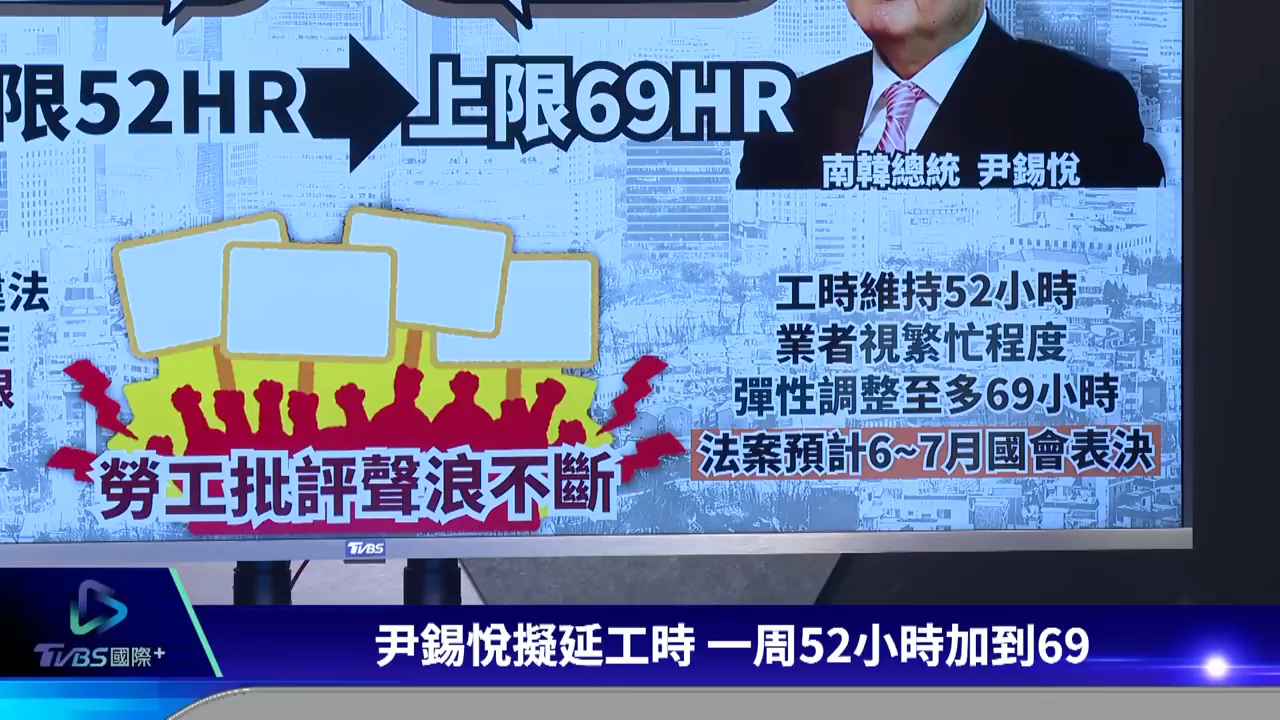 限52HR
上限69HR
南韓總統 尹錫悅
法
工時維持52小時
業者視繁忙程度
彈性調整至多69小時
法案預計6~7月國會表決
勞工批評聲浪不斷
TVBS
尹錫悅擬延工時 一周52小時加到69
TVBS國際+